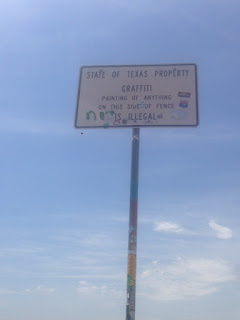 STATE OF TEXAS PROPERTY
GRAFFITI
PAINTING OF ANYTHING
ON THIS SIDE OF FENCE
IS ILLEGAL